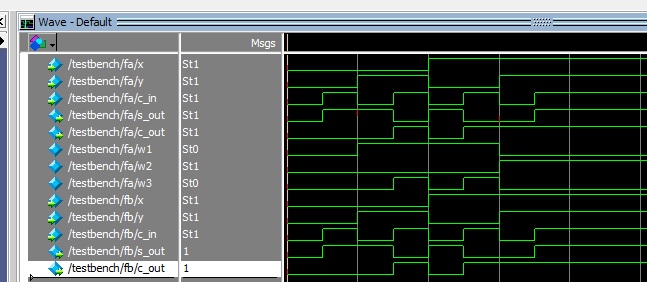 Wave - Default
Msgs
/testbench/fa/x St1
/testbench/fa/y St1
/testbench/fa/c_in St1
/testbench/fa/s_out St1
/testbench/fa/c_out St1
/testbench/fa/w1 St0
/testbench/fa/w2 St1
/testbench/fa/w3 St0
/testbench/fb/x St1
/testbench/fb/y St1
/testbench/fb/c_in St1
/testbench/fb/s_out 1
/testbench/fb/c_out 1